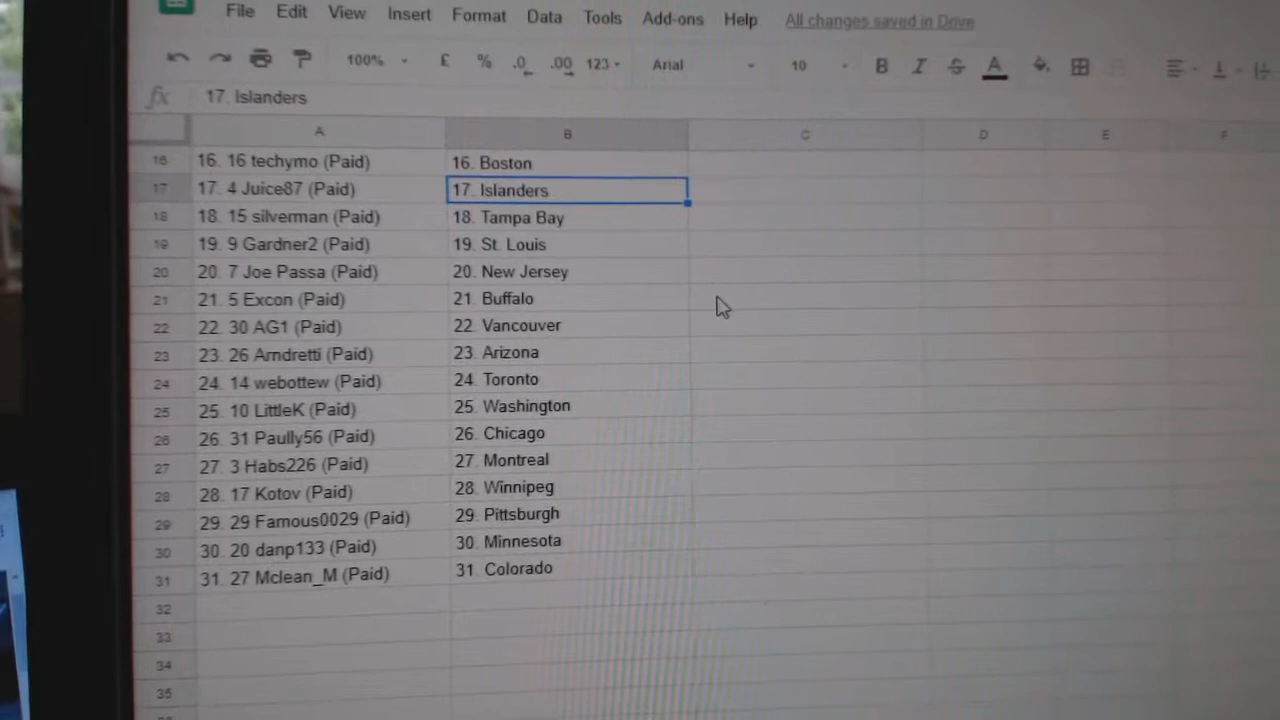 File Edit View Insert Format Data Tools Add-ons Help All changes saved in Drive
100% £ % .0 .00 123 Arial 10 B I S A
fx 17. Islanders
A B C D E F
16 16. 16 techymo (Paid) 16. Boston
17 17. 4 Juice87 (Paid) 17. Islanders
18 18. 15 silverman (Paid) 18. Tampa Bay
19 19. 9 Gardner2 (Paid) 19. St. Louis
20 20. 7 Joe Passa (Paid) 20. New Jersey
21 21. 5 Excon (Paid) 21. Buffalo
22 22. 30 AG1 (Paid) 22. Vancouver
23 23. 26 Arndretti (Paid) 23. Arizona
24 24. 14 webottew (Paid) 24. Toronto
25 25. 10 LittleK (Paid) 25. Washington
26 26. 31 Paully56 (Paid) 26. Chicago
27 27. 3 Habs226 (Paid) 27. Montreal
28 28. 17 Kotov (Paid) 28. Winnipeg
29 29. 29 Famous0029 (Paid) 29. Pittsburgh
30 30. 20 danp133 (Paid) 30. Minnesota
31 31. 27 Mclean_M (Paid) 31. Colorado
32
33
34
35